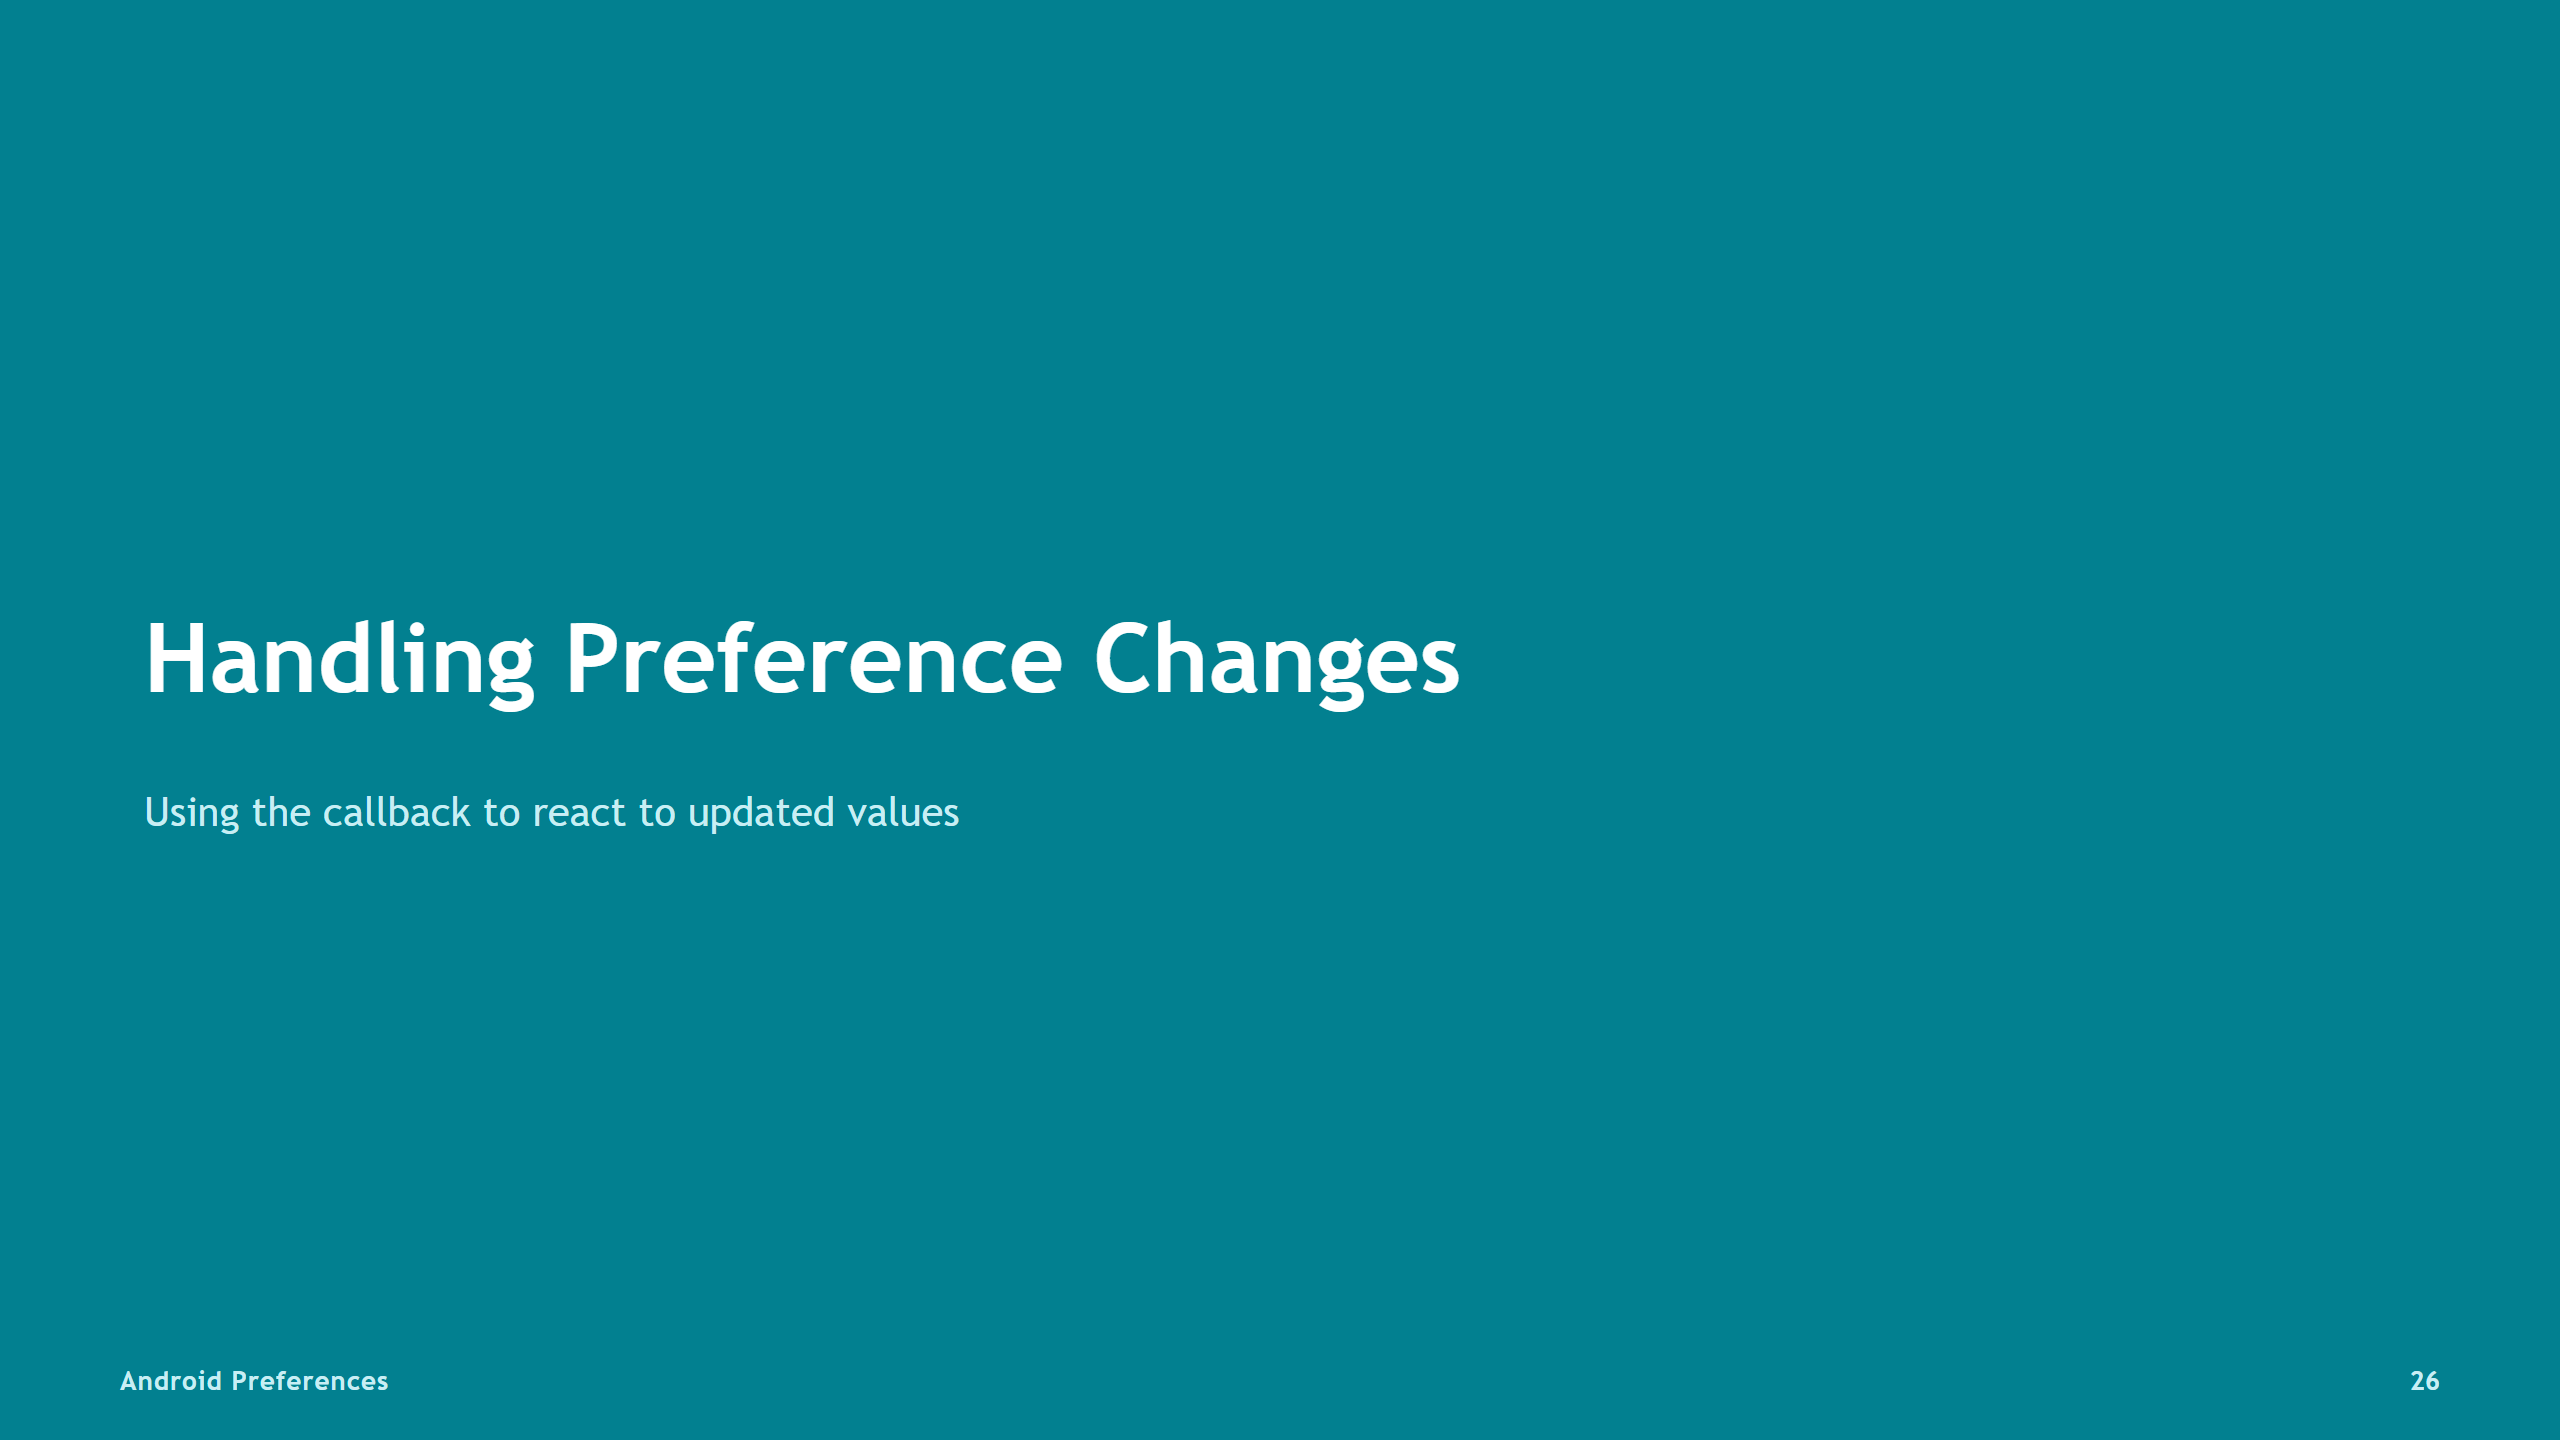 Handling Preference Changes
Using the callback to react to updated values
Android Preferences
26